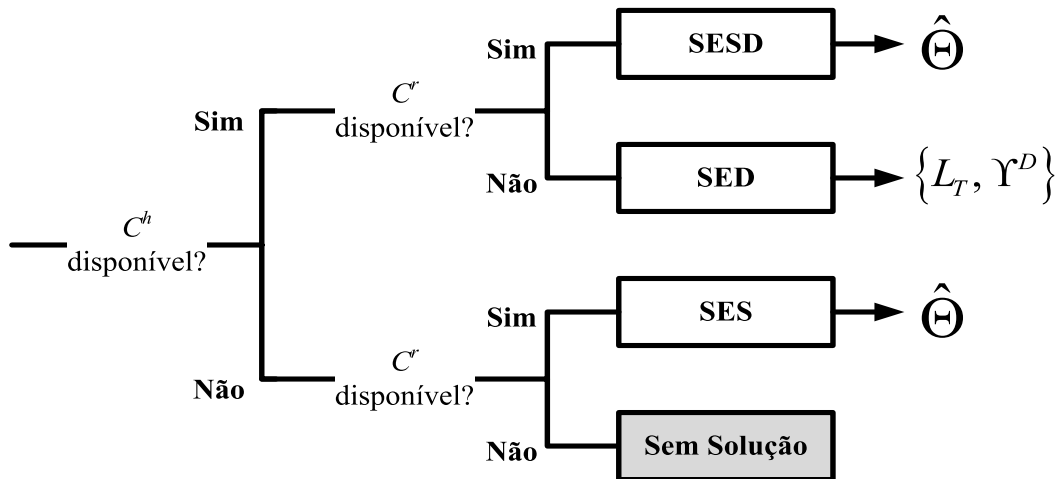 Sim
SESD
Θ̂
Sim
C^r
disponível?
Não
SED
{L_T, ϒ^D}
C^h
disponível?
Sim
SES
Θ̂
Não
C^r
disponível?
Não
Sem Solução